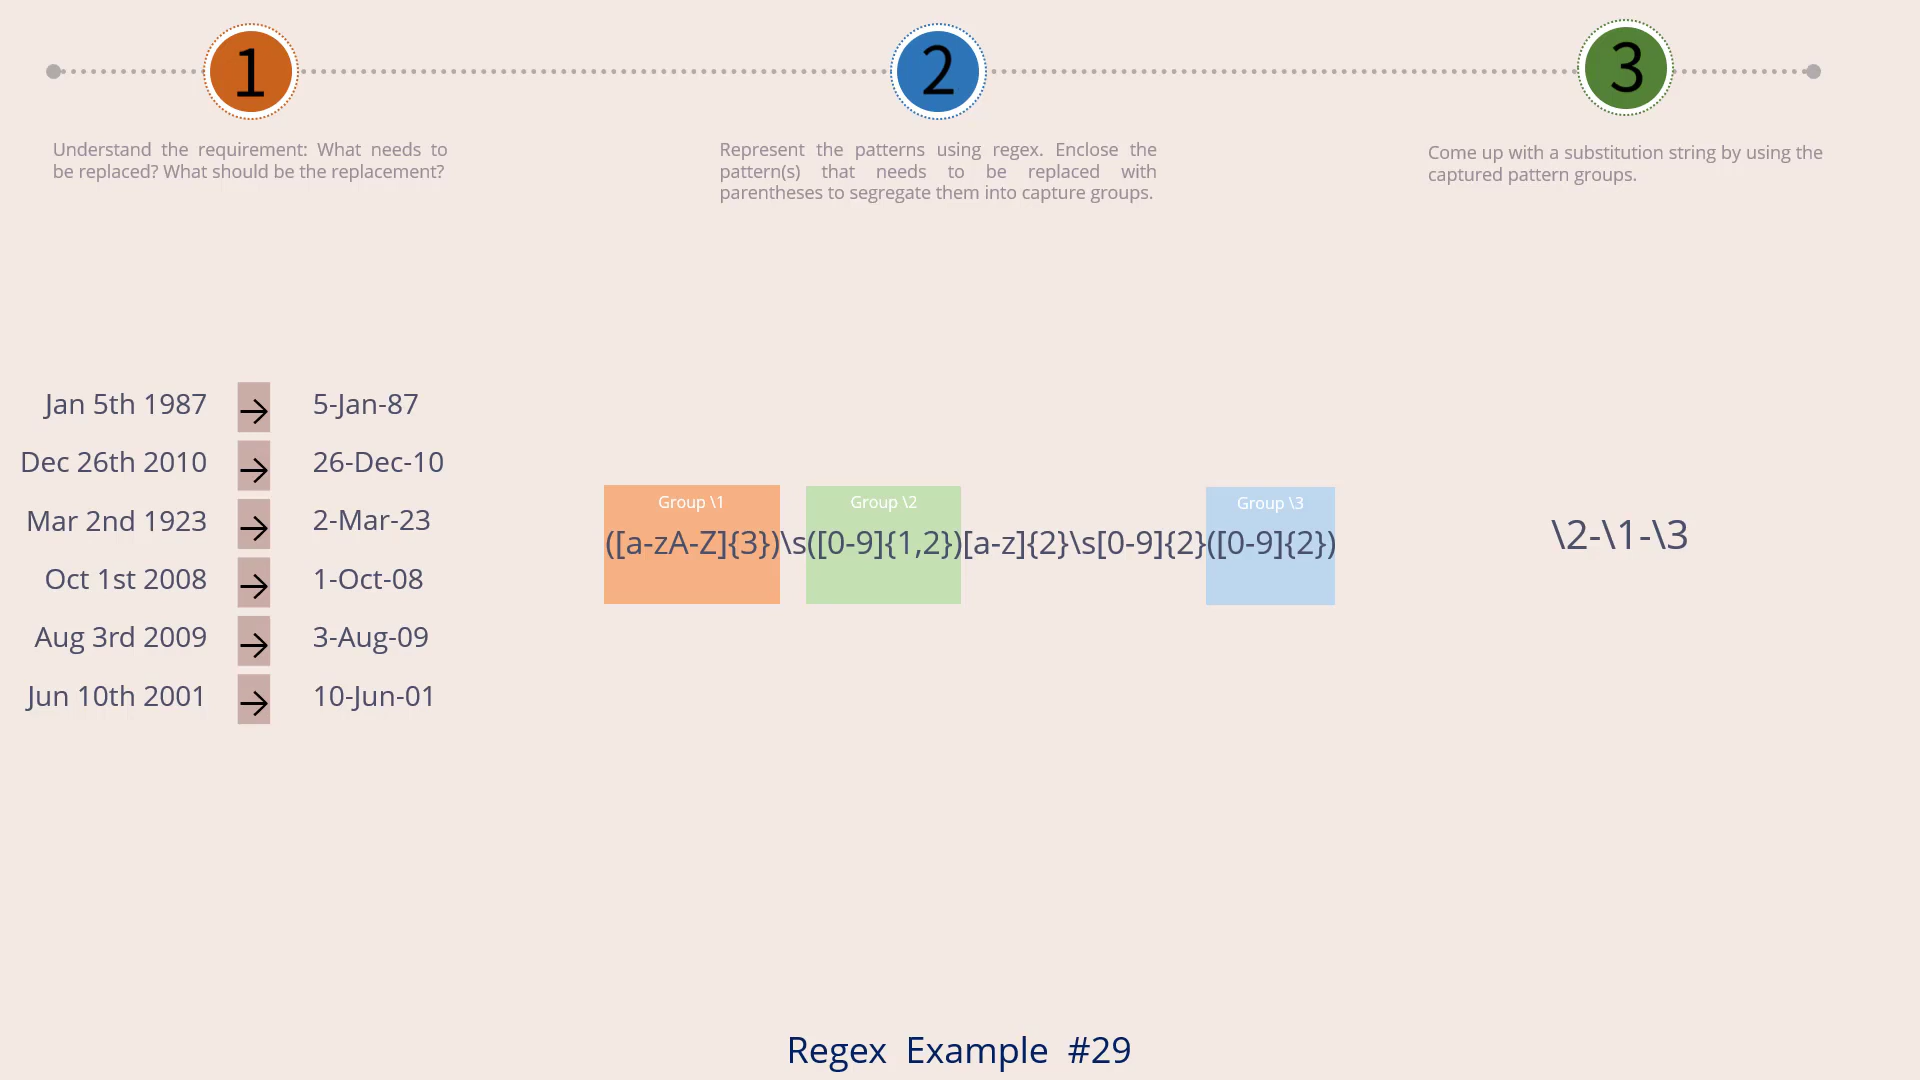 1
2
3
Understand the requirement: What needs to
be replaced? What should be the replacement?
Represent the patterns using regex. Enclose the
pattern(s) that needs to be replaced with
parentheses to segregate them into capture groups.
Come up with a substitution string by using the
captured pattern groups.
Jan 5th 1987 → 5-Jan-87
Dec 26th 2010 → 26-Dec-10
Mar 2nd 1923 → 2-Mar-23
Oct 1st 2008 → 1-Oct-08
Aug 3rd 2009 → 3-Aug-09
Jun 10th 2001 → 10-Jun-01
Group \1 Group \2 Group \3
([a-zA-Z]{3})\s([0-9]{1,2})[a-z]{2}\s[0-9]{2}([0-9]{2})
\2-\1-\3
Regex Example #29